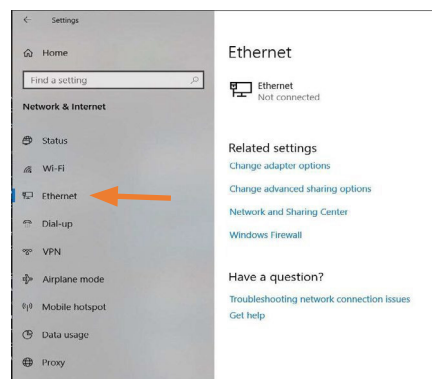 Settings
Home
Find a setting
Network & Internet
Status
Wi-Fi
Ethernet
Dial-up
VPN
Airplane mode
Mobile hotspot
Data usage
Proxy
Ethernet
Ethernet
Not connected
Related settings
Change adapter options
Change advanced sharing options
Network and Sharing Center
Windows Firewall
Have a question?
Troubleshooting network connection issues
Get help